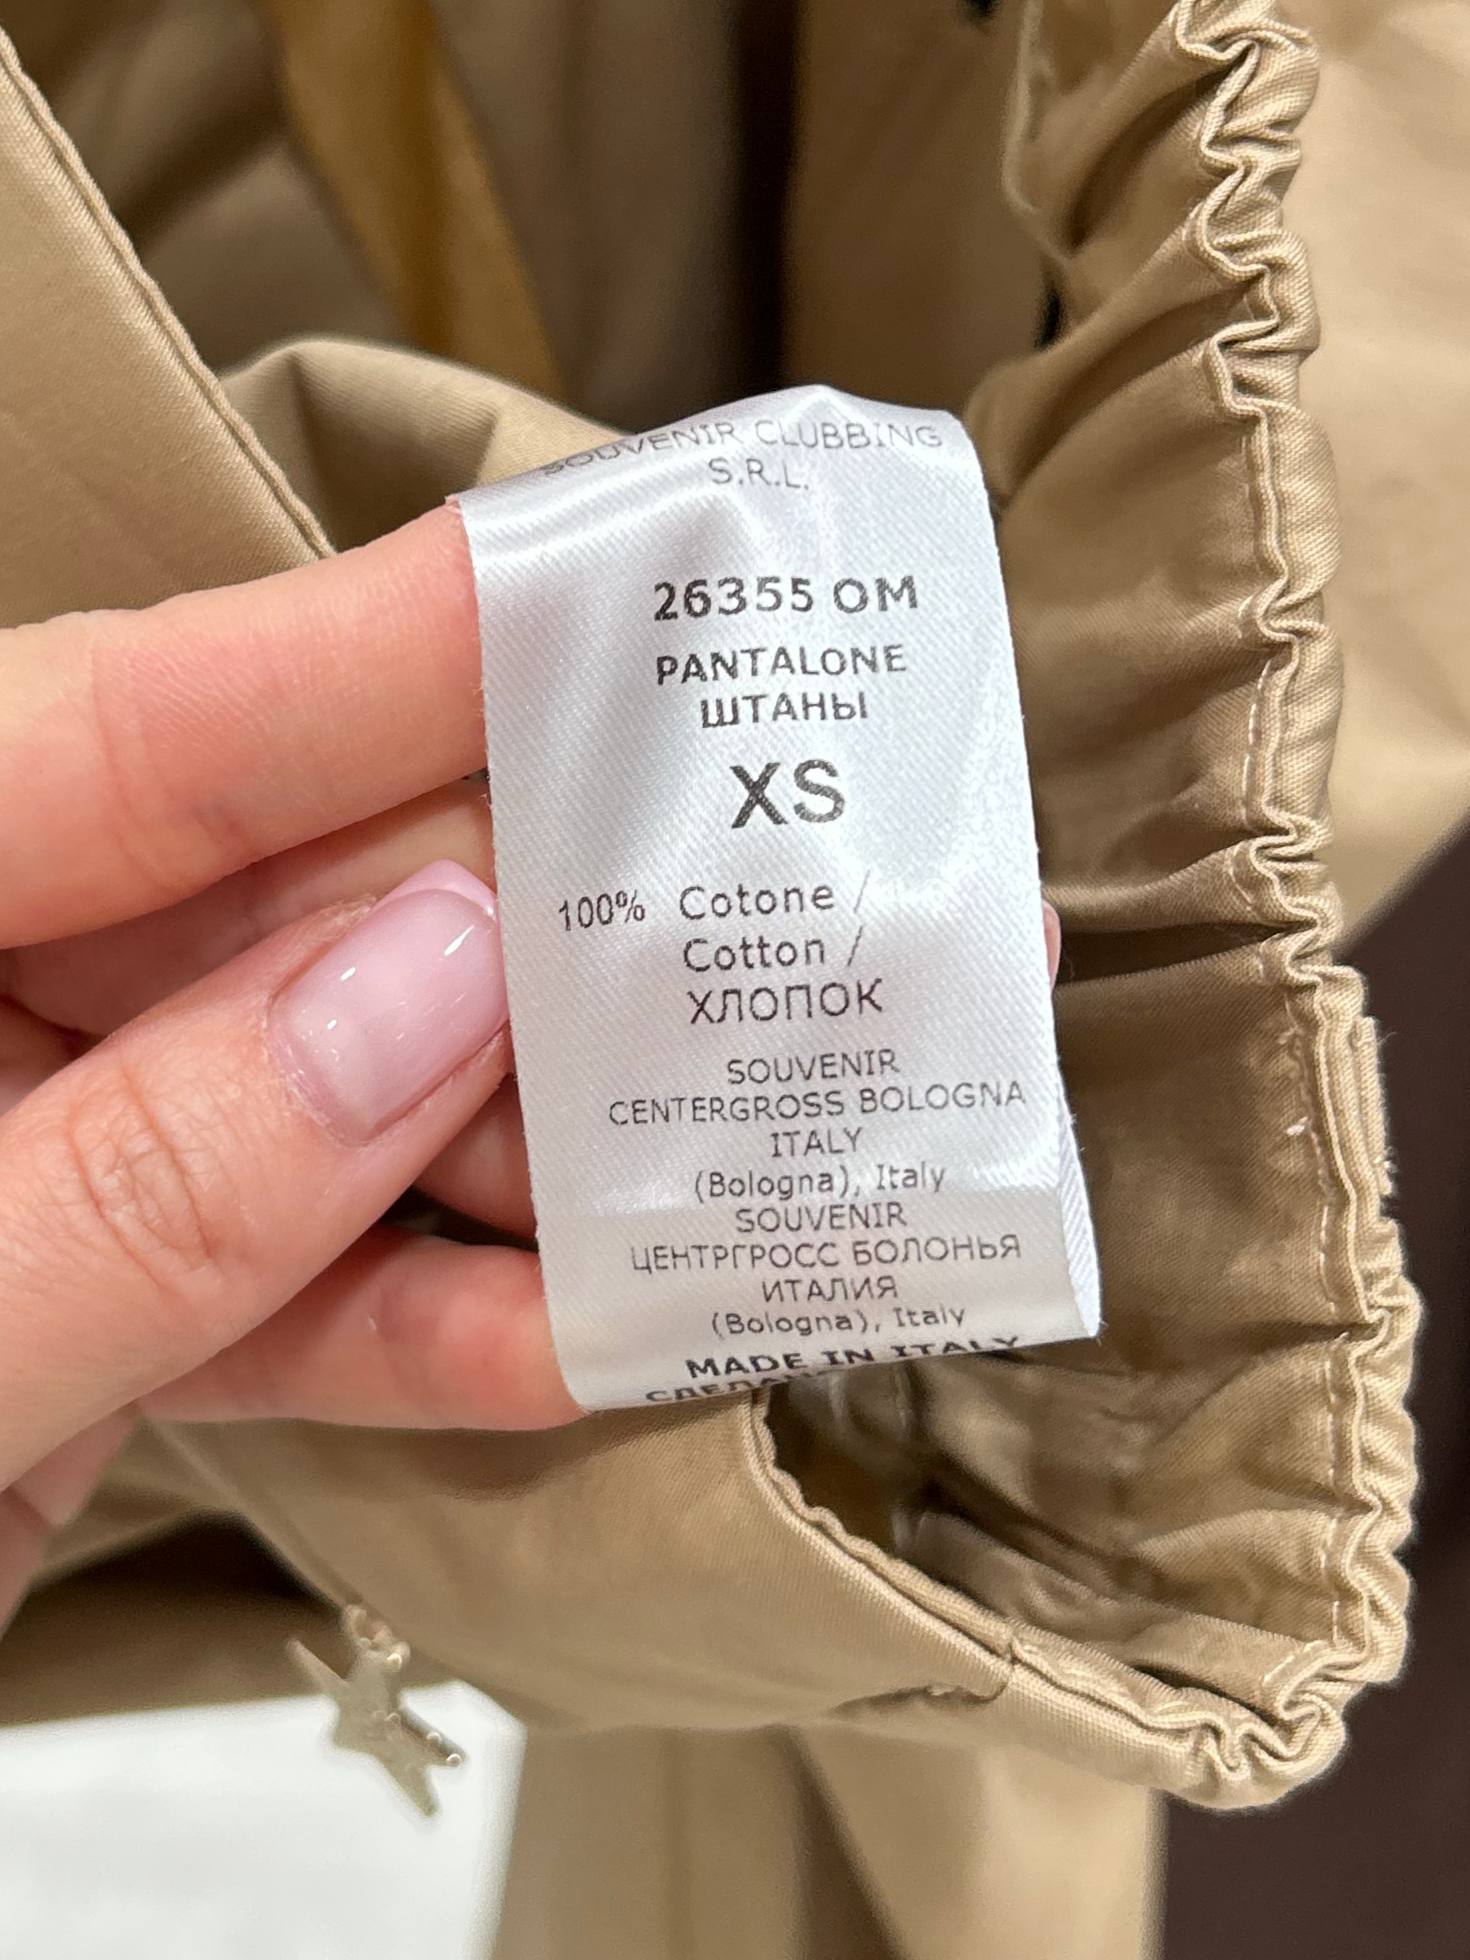 SOUVENIR CLUBBING
S.R.L.
26355 OM
PANTALONE
ШТАНЫ
XS
100% Cotone /
Cotton /
ХЛОПОК
SOUVENIR
CENTERGROSS BOLOGNA
ITALY
(Bologna), Italy
SOUVENIR
ЦЕНТРГРОСС БОЛОНЬЯ
ИТАЛИЯ
(Bologna), Italy
MADE IN ITALY